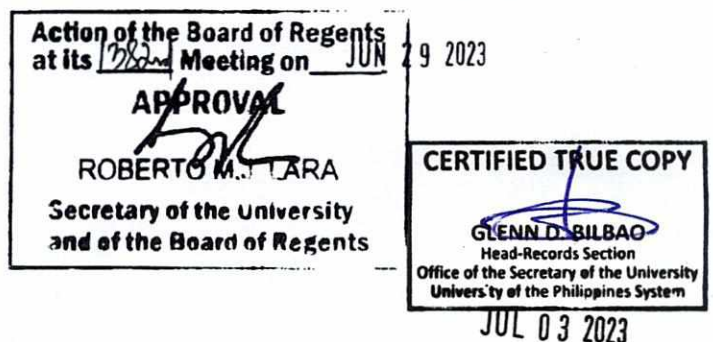 Action of the Board of Regents
at its 1382nd Meeting on JUN 29 2023
APPROVAL
ROBERTO M.J. LARA
Secretary of the University
and of the Board of Regents
CERTIFIED TRUE COPY
GLENN D. BILBAO
Head-Records Section
Office of the Secretary of the University
University of the Philippines System
JUL 03 2023